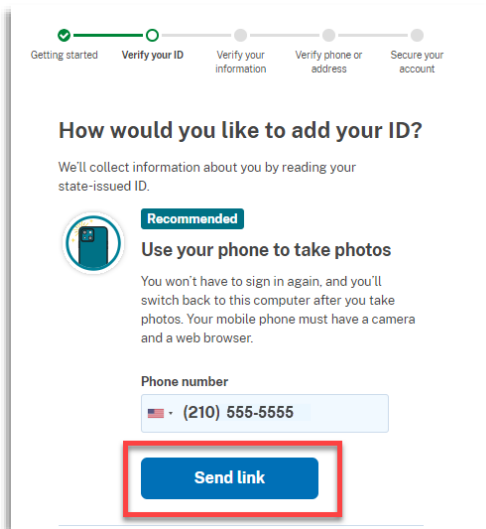 Getting started
Verify your ID
Verify your
information
Verify phone or
address
Secure your
account
How would you like to add your ID?
We'll collect information about you by reading your
state-issued ID.
Recommended
Use your phone to take photos
You won't have to sign in again, and you'll
switch back to this computer after you take
photos. Your mobile phone must have a camera
and a web browser.
Phone number
(210) 555-5555
Send link